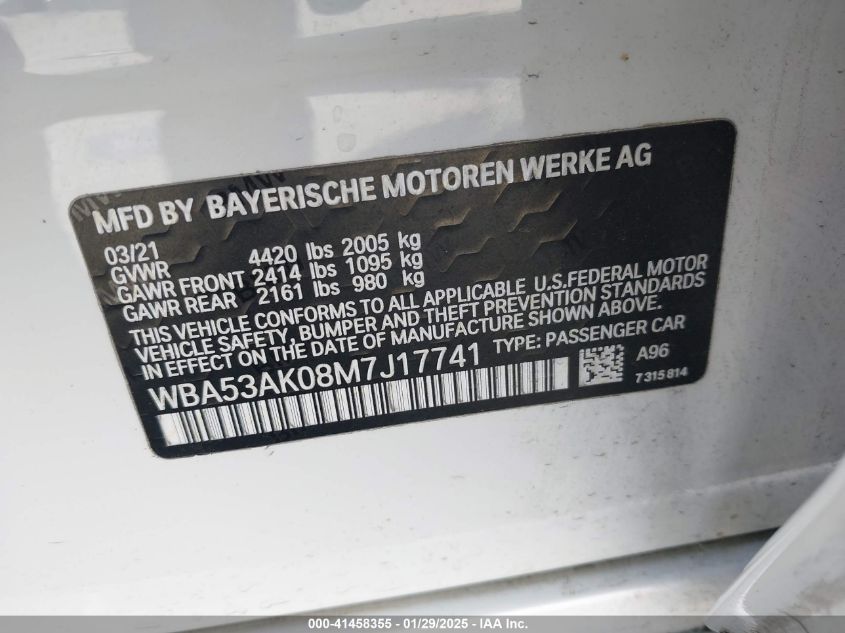 MFD BY BAYERISCHE MOTOREN WERKE AG
03/21
GVWR 4420 lbs 2005 kg
GAWR FRONT 2414 lbs 1095 kg
GAWR REAR 2161 lbs 980 kg
THIS VEHICLE CONFORMS TO ALL APPLICABLE U.S.FEDERAL MOTOR
VEHICLE SAFETY, BUMPER AND THEFT PREVENTION STANDARDS
IN EFFECT ON THE DATE OF MANUFACTURE SHOWN ABOVE.
WBA53AK08M7J17741 TYPE: PASSENGER CAR
A96
7315814
000-41458355 - 01/29/2025 - IAA Inc.